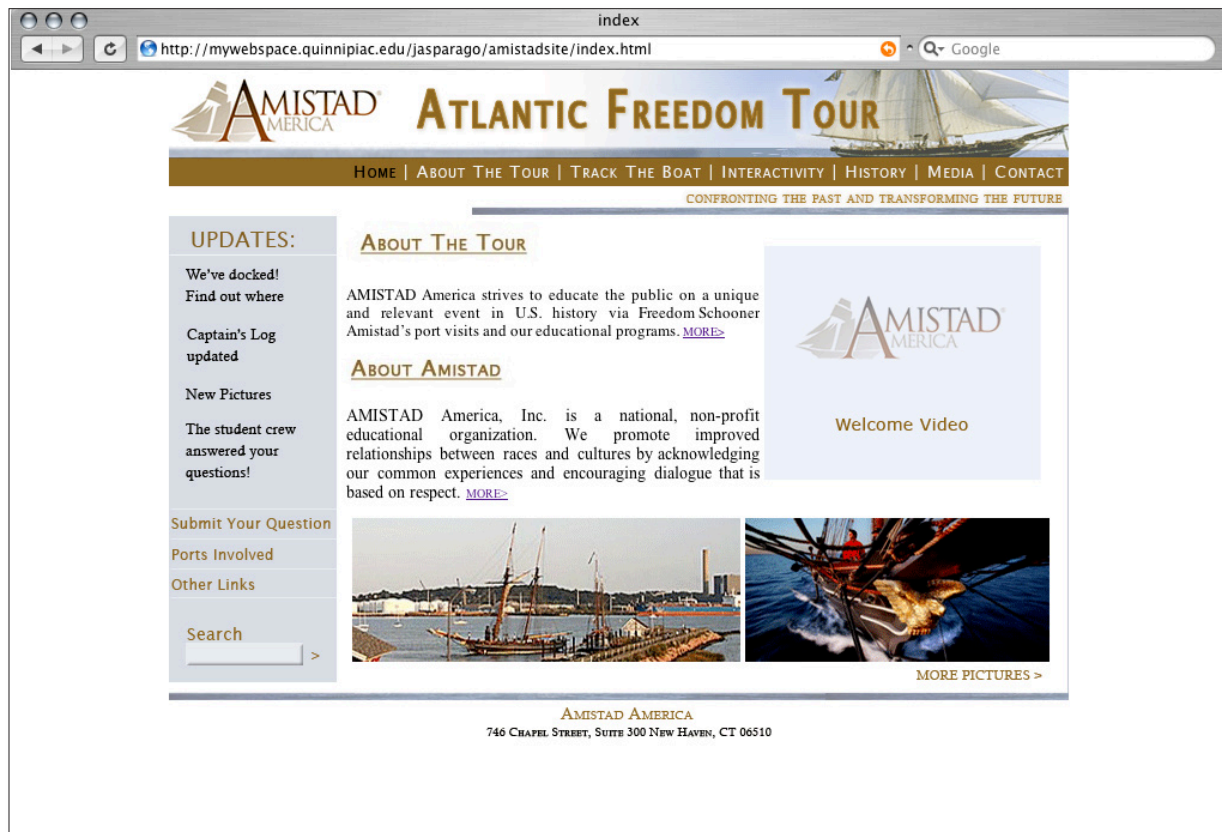 index
http://mywebspace.quinnipiac.edu/jasparago/amistadsite/index.html
Google
AMISTAD®
AMERICA
ATLANTIC FREEDOM TOUR
HOME | ABOUT THE TOUR | TRACK THE BOAT | INTERACTIVITY | HISTORY | MEDIA | CONTACT
CONFRONTING THE PAST AND TRANSFORMING THE FUTURE
UPDATES:
We've docked!
Find out where
Captain's Log
updated
New Pictures
The student crew
answered your
questions!
Submit Your Question
Ports Involved
Other Links
Search
>
ABOUT THE TOUR
AMISTAD America strives to educate the public on a unique
and relevant event in U.S. history via Freedom Schooner
Amistad's port visits and our educational programs. MORE>
ABOUT AMISTAD
AMISTAD America, Inc. is a national, non-profit
educational organization. We promote improved
relationships between races and cultures by acknowledging
our common experiences and encouraging dialogue that is
based on respect. MORE>
AMISTAD®
AMERICA
Welcome Video
MORE PICTURES >
AMISTAD AMERICA
746 CHAPEL STREET, SUITE 300 NEW HAVEN, CT 06510